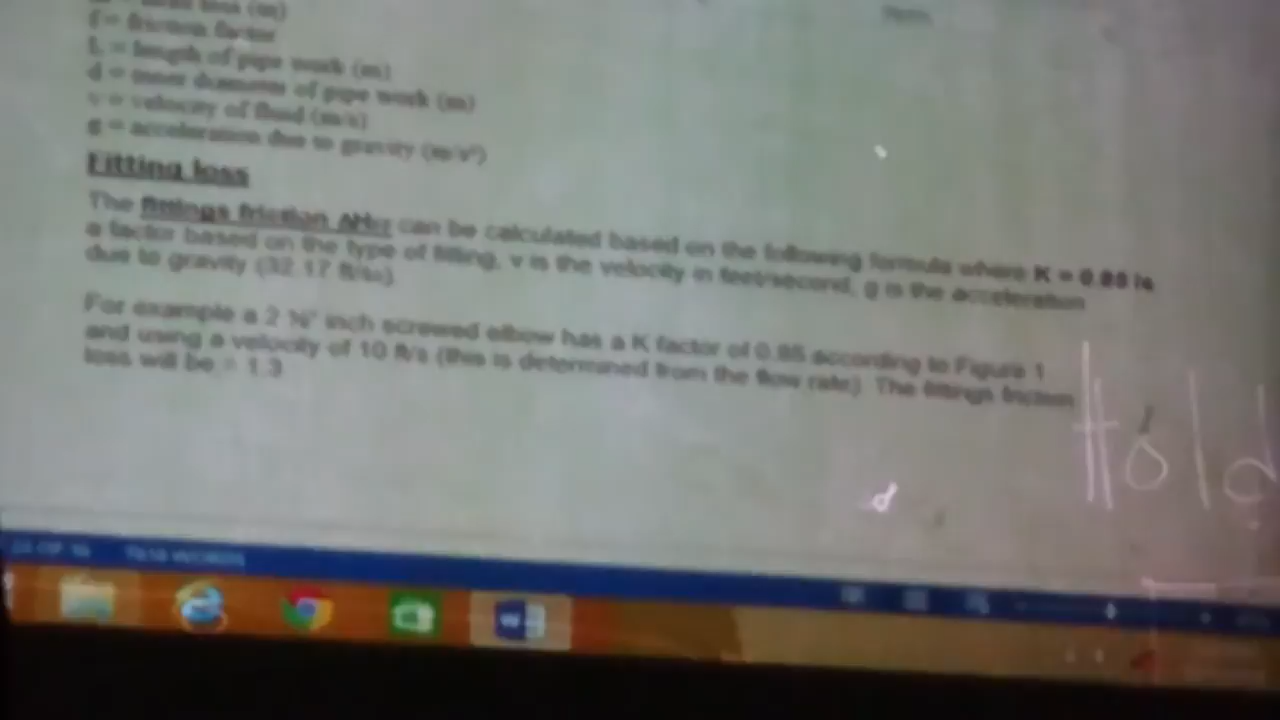 loss (m)
f = friction factor
L = length of pipe work (m)
d = inner diameter of pipe work (m)
v = velocity of fluid (m/s)
g = acceleration due to gravity (m/s²)
Fitting loss
The fittings friction can be calculated based on the following formula where K = 0.85 is
a factor based on the type of fitting, v is the velocity in feet/second, g is the acceleration
due to gravity (32.17 ft/s
For example a 2 ½" inch screwed elbow has a K factor of 0.85 according to Figure 1
and using a velocity of 10 ft/s (this is determined from the flow rate). The fittings friction
loss will be = 1.3
Hold